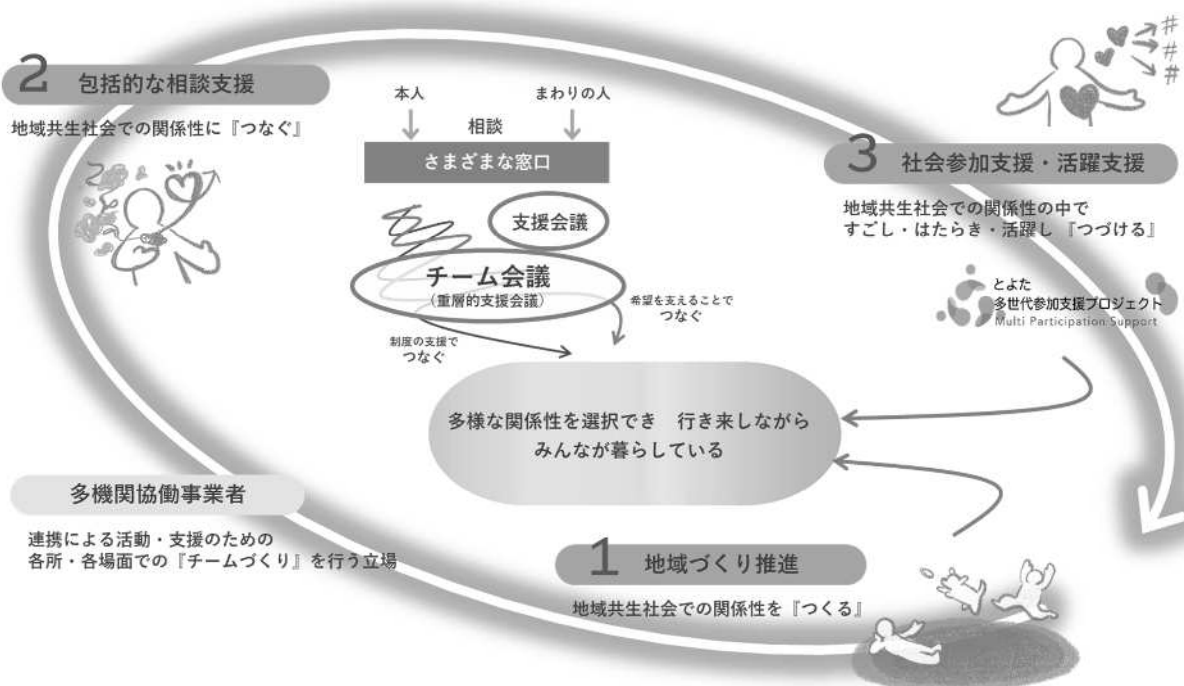 2 包括的な相談支援
地域共生社会での関係性に『つなぐ』
本人
まわりの人
相談
さまざまな窓口
支援会議
チーム会議
(重層的支援会議)
制度の支援で
つなぐ
希望を支えることで
つなぐ
###
3 社会参加支援・活躍支援
地域共生社会での関係性の中で
すごし・はたらき・活躍し 『つづける』
とよた
多世代参加支援プロジェクト
Multi Participation Support
多様な関係性を選択でき 行き来しながら
みんなが暮らしている
多機関協働事業者
連携による活動・支援のための
各所・各場面での『チームづくり』を行う立場
1 地域づくり推進
地域共生社会での関係性を『つくる』